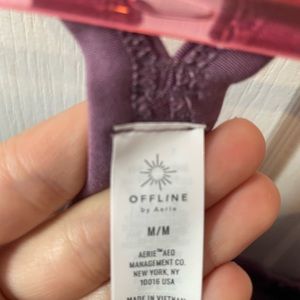 OFFLINE
by Aerie
M/M
AERIE™AEO
MANAGEMENT CO.
NEW YORK, NY
10016 USA
MADE IN VIETNAM